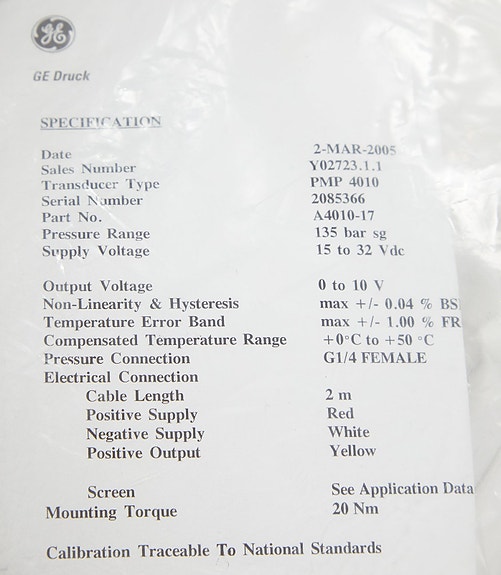 GE
GE Druck
SPECIFICATION
Date 2-MAR-2005
Sales Number Y02723.1.1
Transducer Type PMP 4010
Serial Number 2085366
Part No. A4010-17
Pressure Range 135 bar sg
Supply Voltage 15 to 32 Vdc
Output Voltage 0 to 10 V
Non-Linearity & Hysteresis max +/- 0.04 % BS
Temperature Error Band max +/- 1.00 % FR
Compensated Temperature Range +0°C to +50 °C
Pressure Connection G1/4 FEMALE
Electrical Connection
Cable Length 2 m
Positive Supply Red
Negative Supply White
Positive Output Yellow
Screen See Application Data
Mounting Torque 20 Nm
Calibration Traceable To National Standards